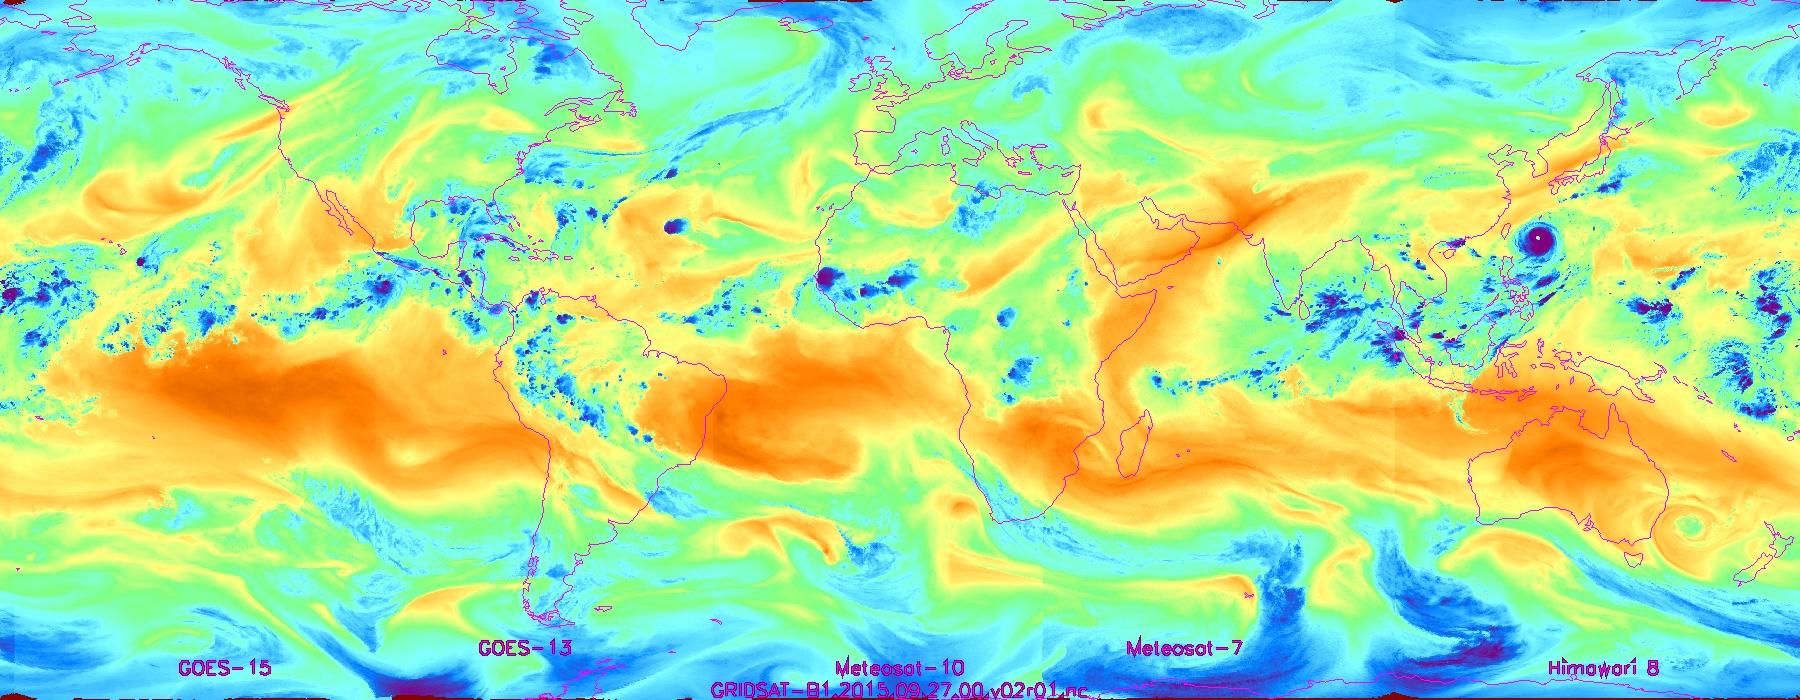 GOES-13
Meteosat-7
GOES-15
Meteosat-10
Himawari 8
GRIDSAT-B1.2015.09.27.00.v02r01.nc